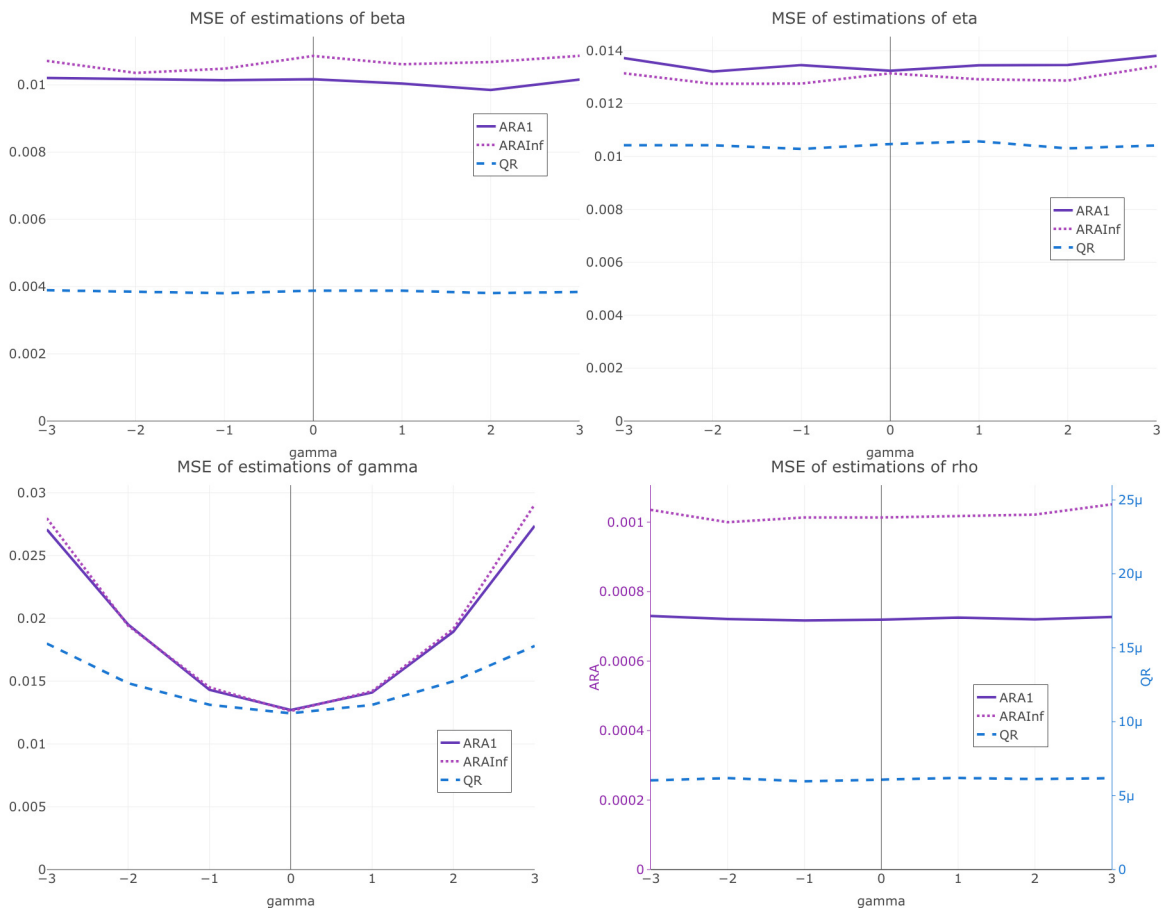 MSE of estimations of beta
0.01
0.008
0.006
0.004
0.002
0
−3
−2
−1
0
1
2
3
gamma
ARA1
ARAInf
QR
MSE of estimations of eta
0.014
0.012
0.01
0.008
0.006
0.004
0.002
0
−3
−2
−1
0
1
2
3
gamma
ARA1
ARAInf
QR
MSE of estimations of gamma
0.03
0.025
0.02
0.015
0.01
0.005
0
−3
−2
−1
0
1
2
3
gamma
ARA1
ARAInf
QR
MSE of estimations of rho
0.001
0.0008
0.0006
0.0004
0.0002
0
ARA
25μ
20μ
15μ
10μ
5μ
0
QR
−3
−2
−1
0
1
2
3
gamma
ARA1
ARAInf
QR